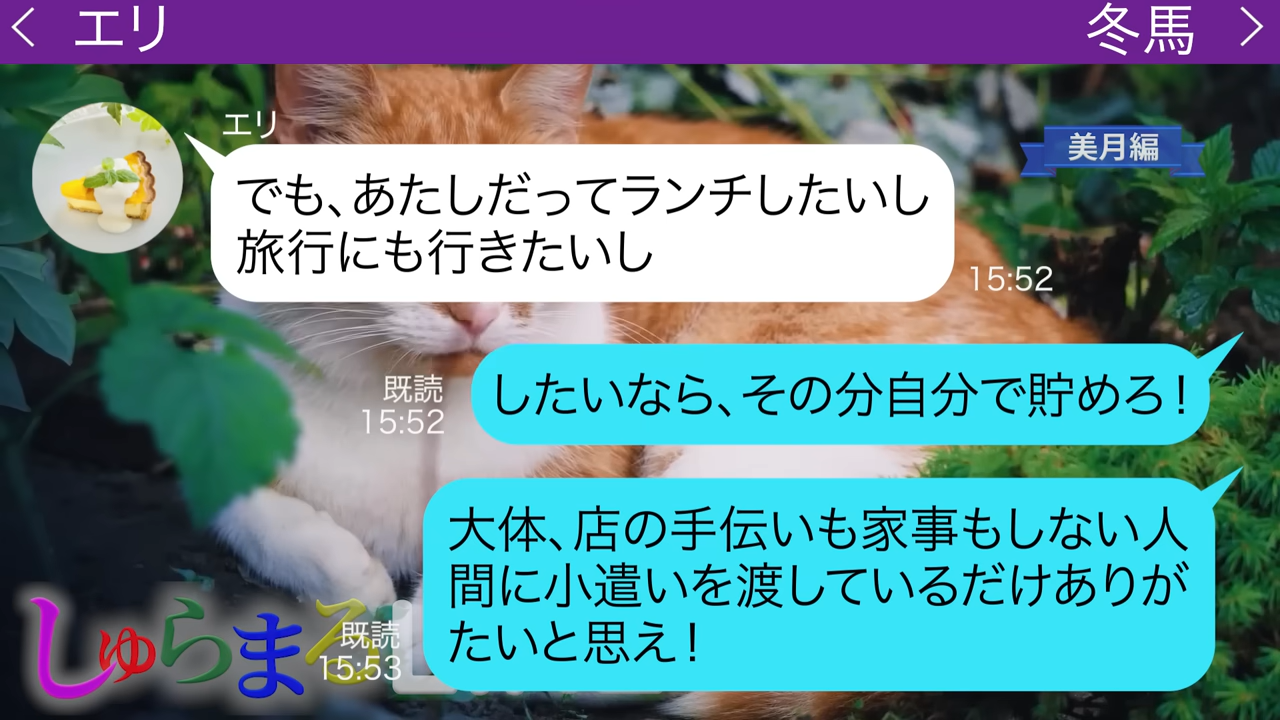 エリ
冬馬
エリ
美月編
でも、あたしだってランチしたいし
旅行にも行きたいし
15:52
したいなら、その分自分で貯めろ！
既読
15:52
大体、店の手伝いも家事もしない人
間に小遣いを渡しているだけありが
たいと思え！
既読
15:53
しゅらまる